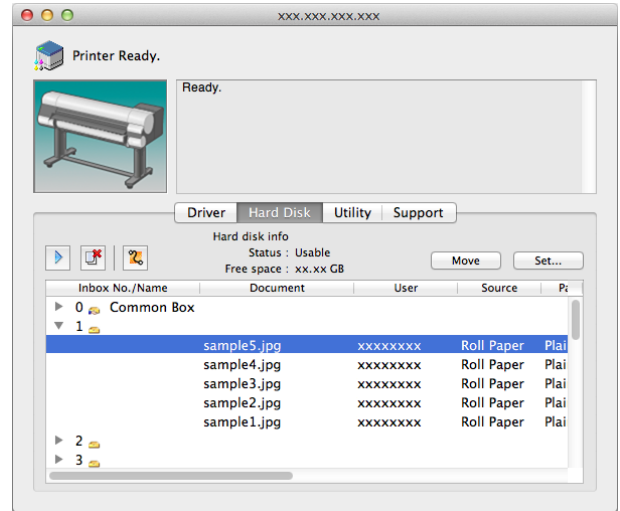 xxx.xxx.xxx.xxx
Printer Ready.
Ready.
Driver Hard Disk Utility Support
Hard disk info
Status : Usable
Free space : xx.xx GB
Move Set...
Inbox No./Name Document User Source Pa
0 Common Box
1
sample5.jpg xxxxxxxx Roll Paper Plai
sample4.jpg xxxxxxxx Roll Paper Plai
sample3.jpg xxxxxxxx Roll Paper Plai
sample2.jpg xxxxxxxx Roll Paper Plai
sample1.jpg xxxxxxxx Roll Paper Plai
2
3